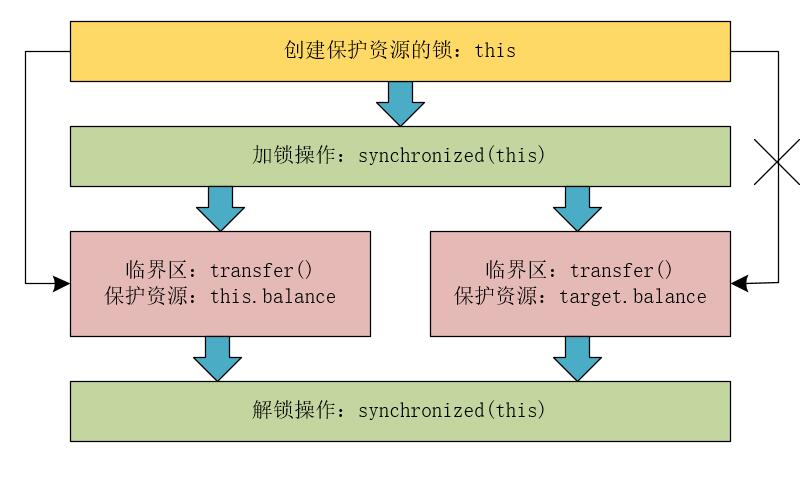 创建保护资源的锁：this
加锁操作：synchronized(this)
临界区：transfer()
保护资源：this.balance
临界区：transfer()
保护资源：target.balance
解锁操作：synchronized(this)